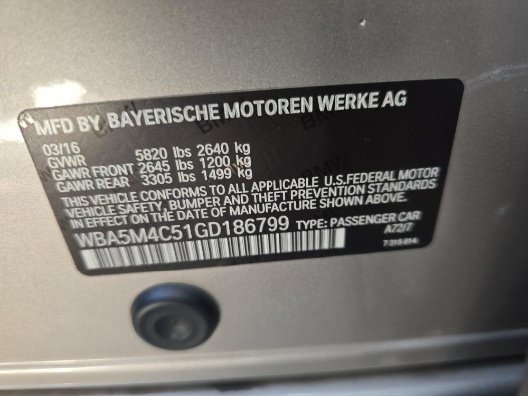 MFD BY BAYERISCHE MOTOREN WERKE AG
03/16
GVWR 5820 lbs 2640 kg
GAWR FRONT 2645 lbs 1200 kg
GAWR REAR 3305 lbs 1499 kg
THIS VEHICLE CONFORMS TO ALL APPLICABLE U.S.FEDERAL MOTOR
VEHICLE SAFETY, BUMPER AND THEFT PREVENTION STANDARDS
IN EFFECT ON THE DATE OF MANUFACTURE SHOWN ABOVE.
WBA5M4C51GD186799 TYPE: PASSENGER CAR
A72/7